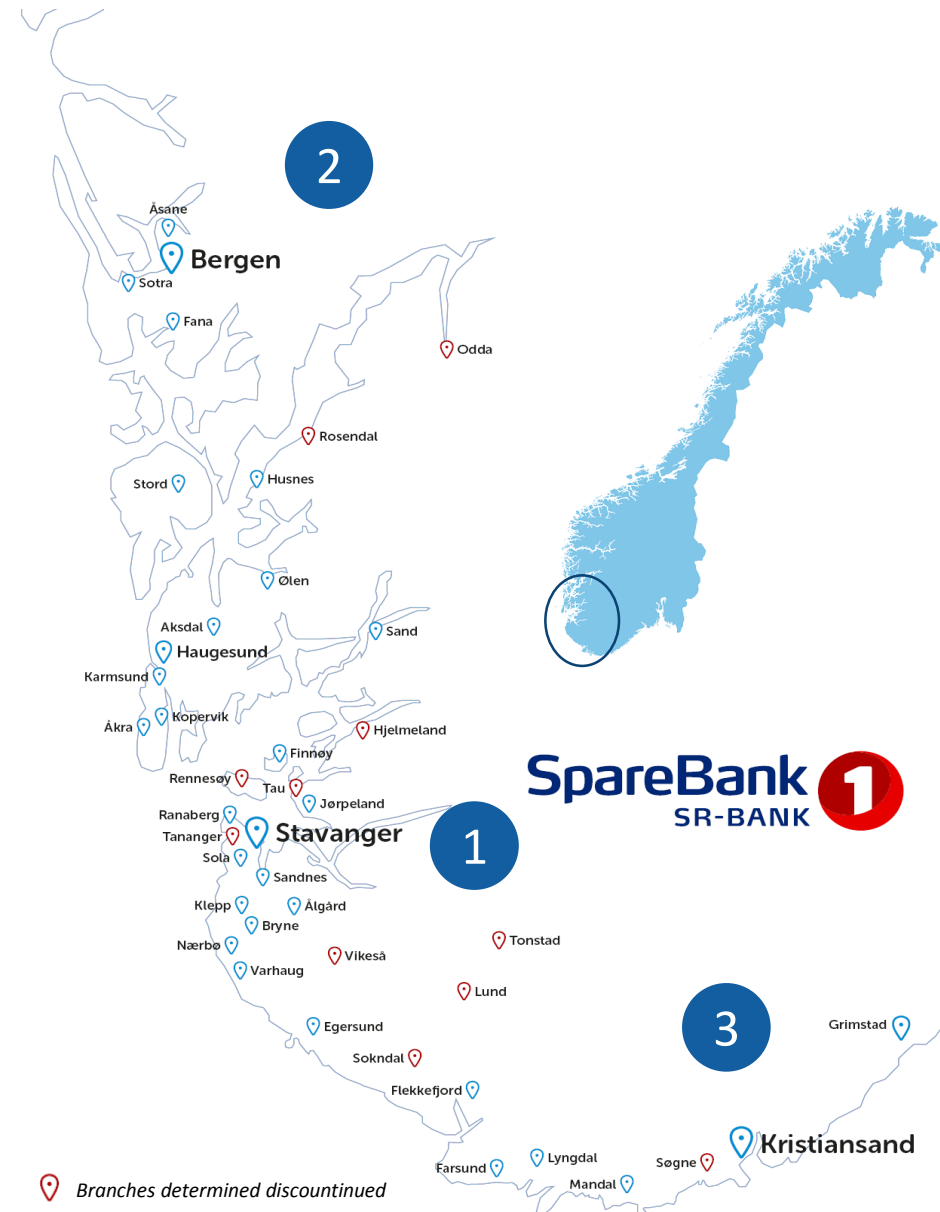 2
Åsane
Bergen
Sotra
Fana
Odda
Rosendal
Stord
Husnes
Ølen
Aksdal
Sand
Haugesund
Karmsund
Kopervik
Åkra
Hjelmeland
Finnøy
Rennesøy
Tau
Jørpeland
SpareBank 1
SR-BANK
Ranaberg
Stavanger
Tananger
1
Sola
Sandnes
Klepp
Ålgård
Bryne
Nærbø
Tonstad
Vikeså
Varhaug
Lund
3
Grimstad
Egersund
Sokndal
Flekkefjord
Kristiansand
Lyngdal
Søgne
Farsund
Mandal
Branches determined discountinued